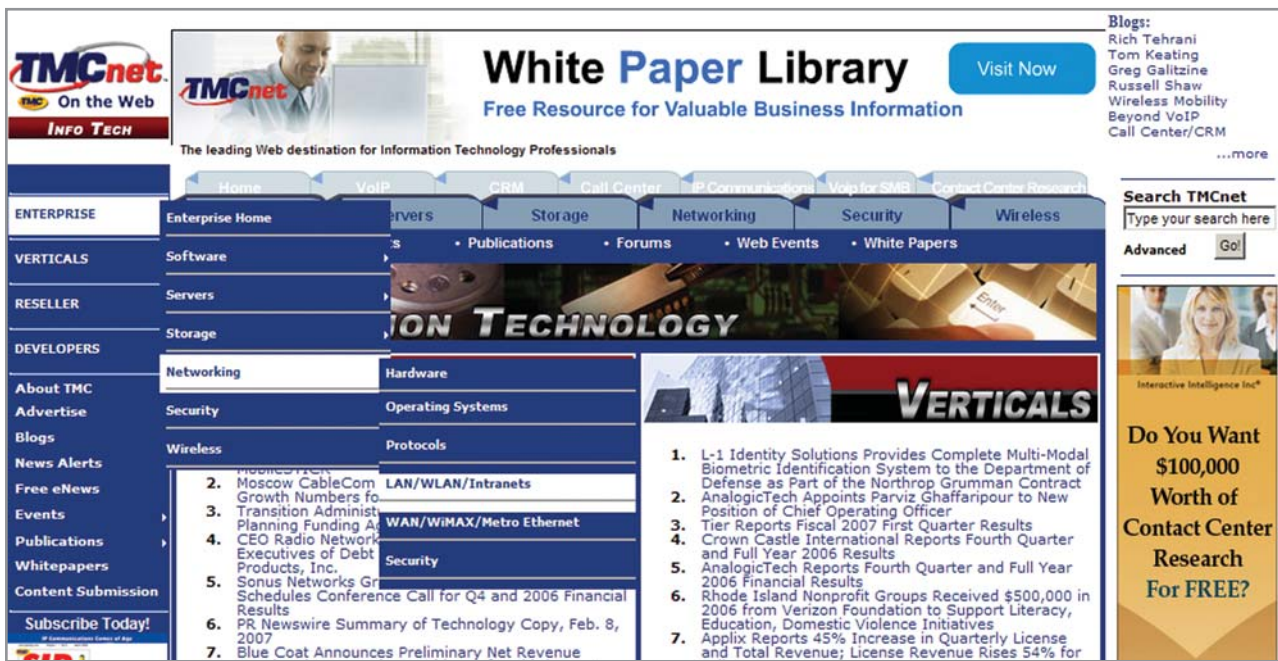 TMCnet
TMC On the Web
INFO TECH
TMCnet
White Paper Library
Free Resource for Valuable Business Information
Visit Now
The leading Web destination for Information Technology Professionals
Blogs:
Rich Tehrani
Tom Keating
Greg Galitzine
Russell Shaw
Wireless Mobility
Beyond VoIP
Call Center/CRM
...more
Search TMCnet
Type your search here
Advanced
Go!
Home
VoIP
CRM
Call Center
IP Communications
Voip for SMB
Contact Center Research
Storage
Networking
Security
Wireless
• Publications
• Forums
• Web Events
• White Papers
TECHNOLOGY
ENTERPRISE
VERTICALS
RESELLER
DEVELOPERS
About TMC
Advertise
Blogs
News Alerts
Free eNews
Events
Publications
Whitepapers
Content Submission
Subscribe Today!
IP Communications Comes of Age
SIP
Enterprise Home
Software
Servers
Storage
Networking
Security
Wireless
Hardware
Operating Systems
Protocols
LAN/WLAN/Intranets
WAN/WiMAX/Metro Ethernet
Security
2. Moscow CableCom
Growth Numbers
3. Transition
Planning Funding
4. CEO Radio Network
Executives of Debt
Products, Inc.
5. Sonus Networks
Schedules Conference Call for Q4 and 2006 Financial
Results
6. PR Newswire Summary of Technology Copy, Feb. 8,
2007
7. Blue Coat Announces Preliminary Net Revenue
VERTICALS
1. L-1 Identity Solutions Provides Complete Multi-Modal
Biometric Identification System to the Department of
Defense as Part of the Northrop Grumman Contract
2. AnalogicTech Appoints Parviz Ghaffaripour to New
Position of Chief Operating Officer
3. Tier Reports Fiscal 2007 First Quarter Results
4. Crown Castle International Reports Fourth Quarter
and Full Year 2006 Results
5. AnalogicTech Reports Fourth Quarter and Full Year
2006 Financial Results
6. Rhode Island Nonprofit Groups Received $500,000 in
2006 from Verizon Foundation to Support Literacy,
Education, Domestic Violence Initiatives
7. Applix Reports 45% Increase in Quarterly License
and Total Revenue; License Revenue Rises 54% for
Enter
Interactive Intelligence Inc®
Do You Want
$100,000
Worth of
Contact Center
Research
For FREE?